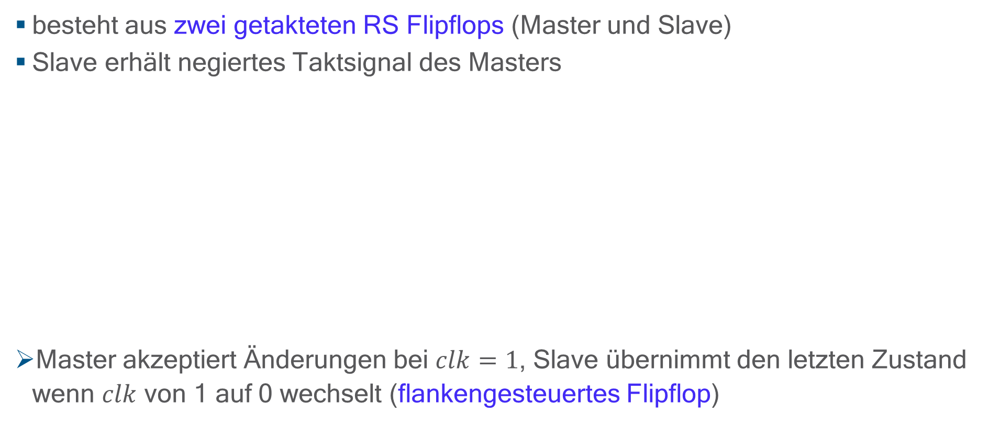 ▪ besteht aus zwei getakteten RS Flipflops (Master und Slave)
▪ Slave erhält negiertes Taktsignal des Masters
➢Master akzeptiert Änderungen bei 𝑐𝑙𝑘 = 1, Slave übernimmt den letzten Zustand
wenn 𝑐𝑙𝑘 von 1 auf 0 wechselt (flankengesteuertes Flipflop)